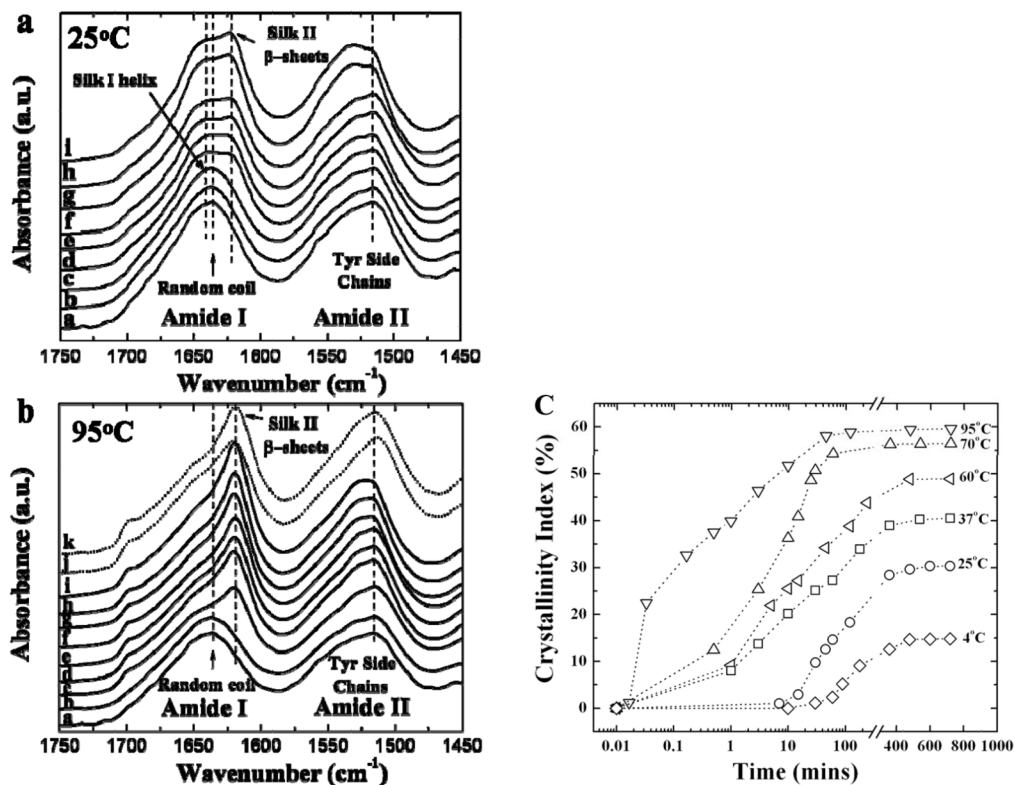 a
25°C
Silk II
β-sheets
Silk I helix
Absorbance (a.u.)
i
h
g
f
e
d
c
b
a
Random coil
Tyr Side
Chains
Amide I
Amide II
1750 1700 1650 1600 1550 1500 1450
Wavenumber (cm-1)
b
95°C
Silk II
β-sheets
Absorbance (a.u.)
k
j
i
h
g
f
e
d
c
b
a
Random coil
Tyr Side
Chains
Amide I
Amide II
1750 1700 1650 1600 1550 1500 1450
Wavenumber (cm-1)
C
Crystallinity Index (%)
60
50
40
30
20
10
0
95°C
70°C
60°C
37°C
25°C
4°C
0.01 0.1 1 10 100 400 600 800 1000
Time (mins)